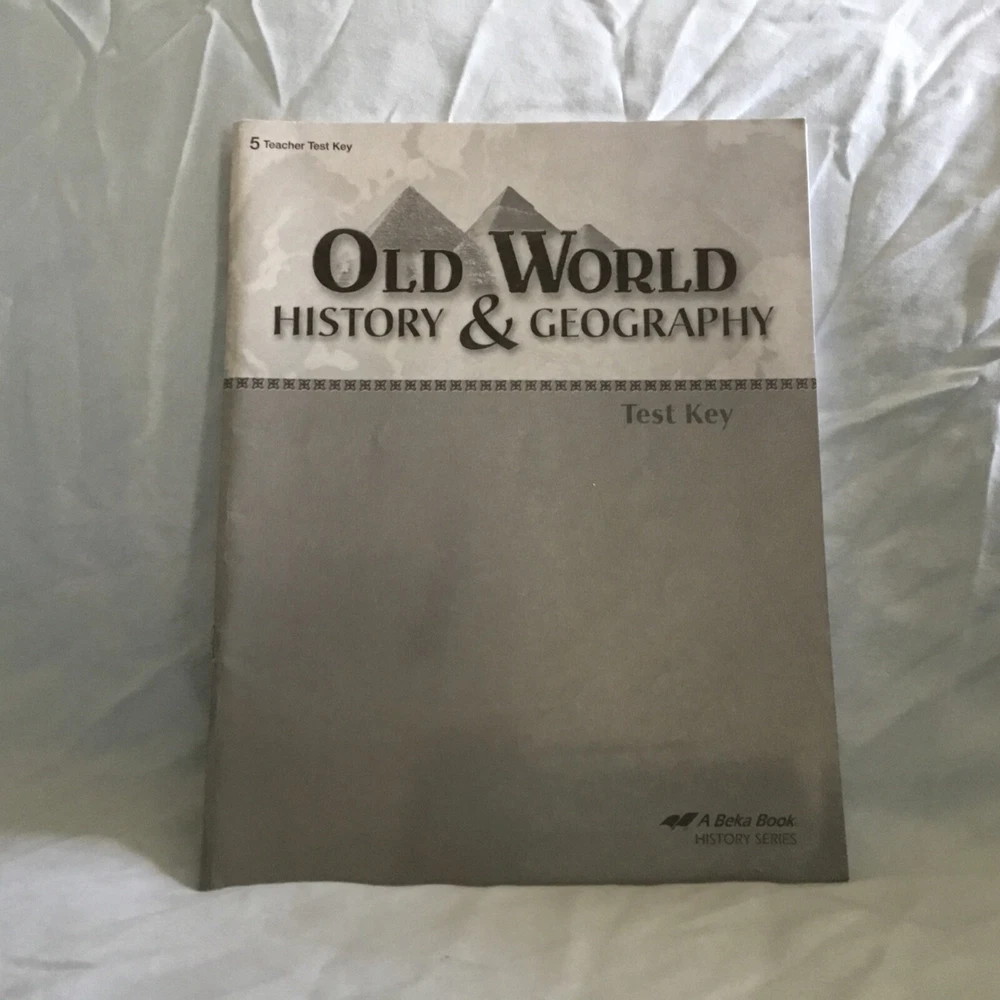 5 Teacher Test Key
OLD WORLD
HISTORY & GEOGRAPHY
Test Key
A Beka Book
HISTORY SERIES